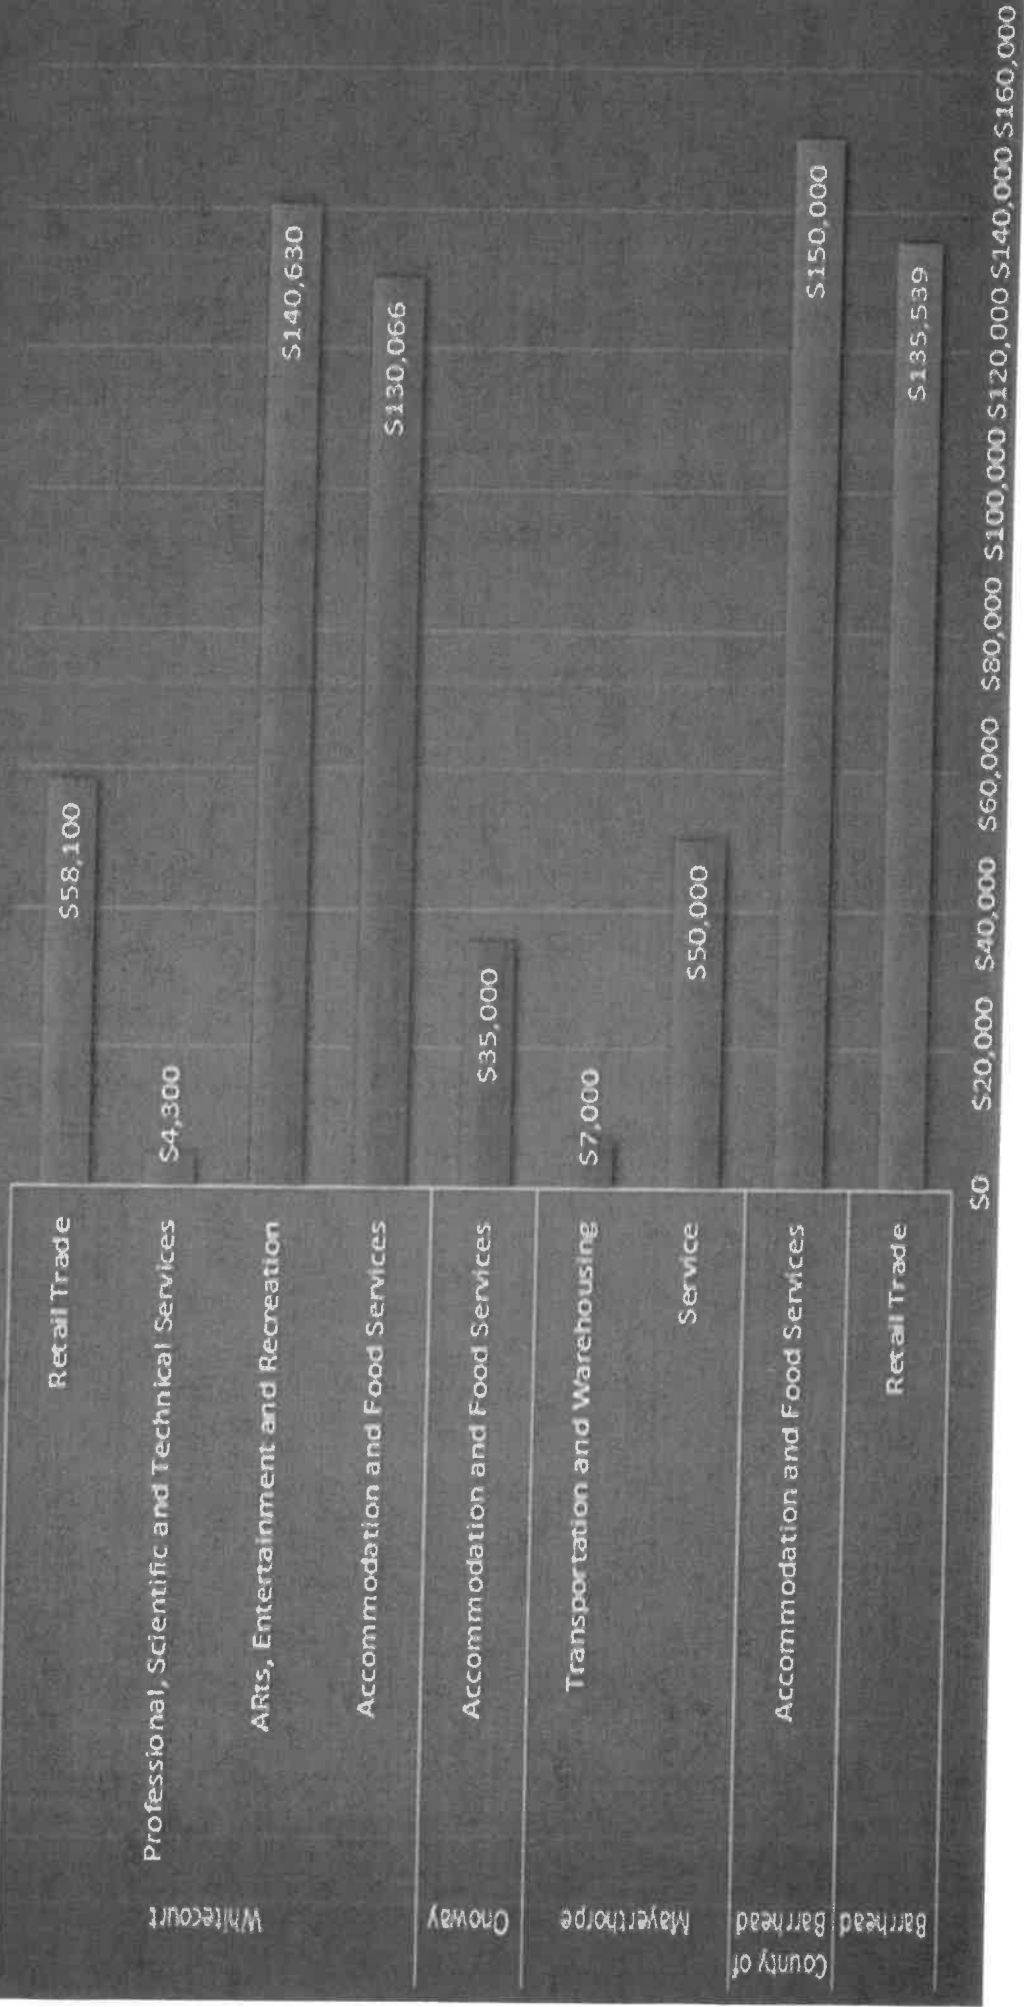 Whitecourt
Retail Trade
$58,100
Professional, Scientific and Technical Services
$4,300
ARts, Entertainment and Recreation
$140,630
Accommodation and Food Services
$130,066
Onoway
Accommodation and Food Services
$35,000
Mayerthorpe
Transportation and Warehousing
$7,000
Service
$50,000
County of
Barrhead
Accommodation and Food Services
$150,000
Barrhead
Retail Trade
$135,539
$0 $20,000 $40,000 $60,000 $80,000 $100,000 $120,000 $140,000 $160,000